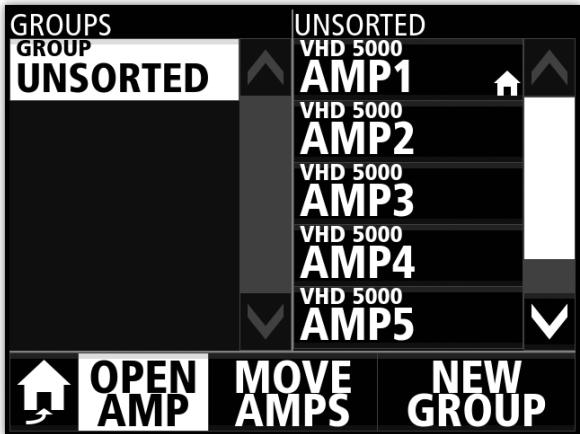 GROUPS
GROUP
UNSORTED
UNSORTED
VHD 5000
AMP1
VHD 5000
AMP2
VHD 5000
AMP3
VHD 5000
AMP4
VHD 5000
AMP5
OPEN
AMP
MOVE
AMPS
NEW
GROUP